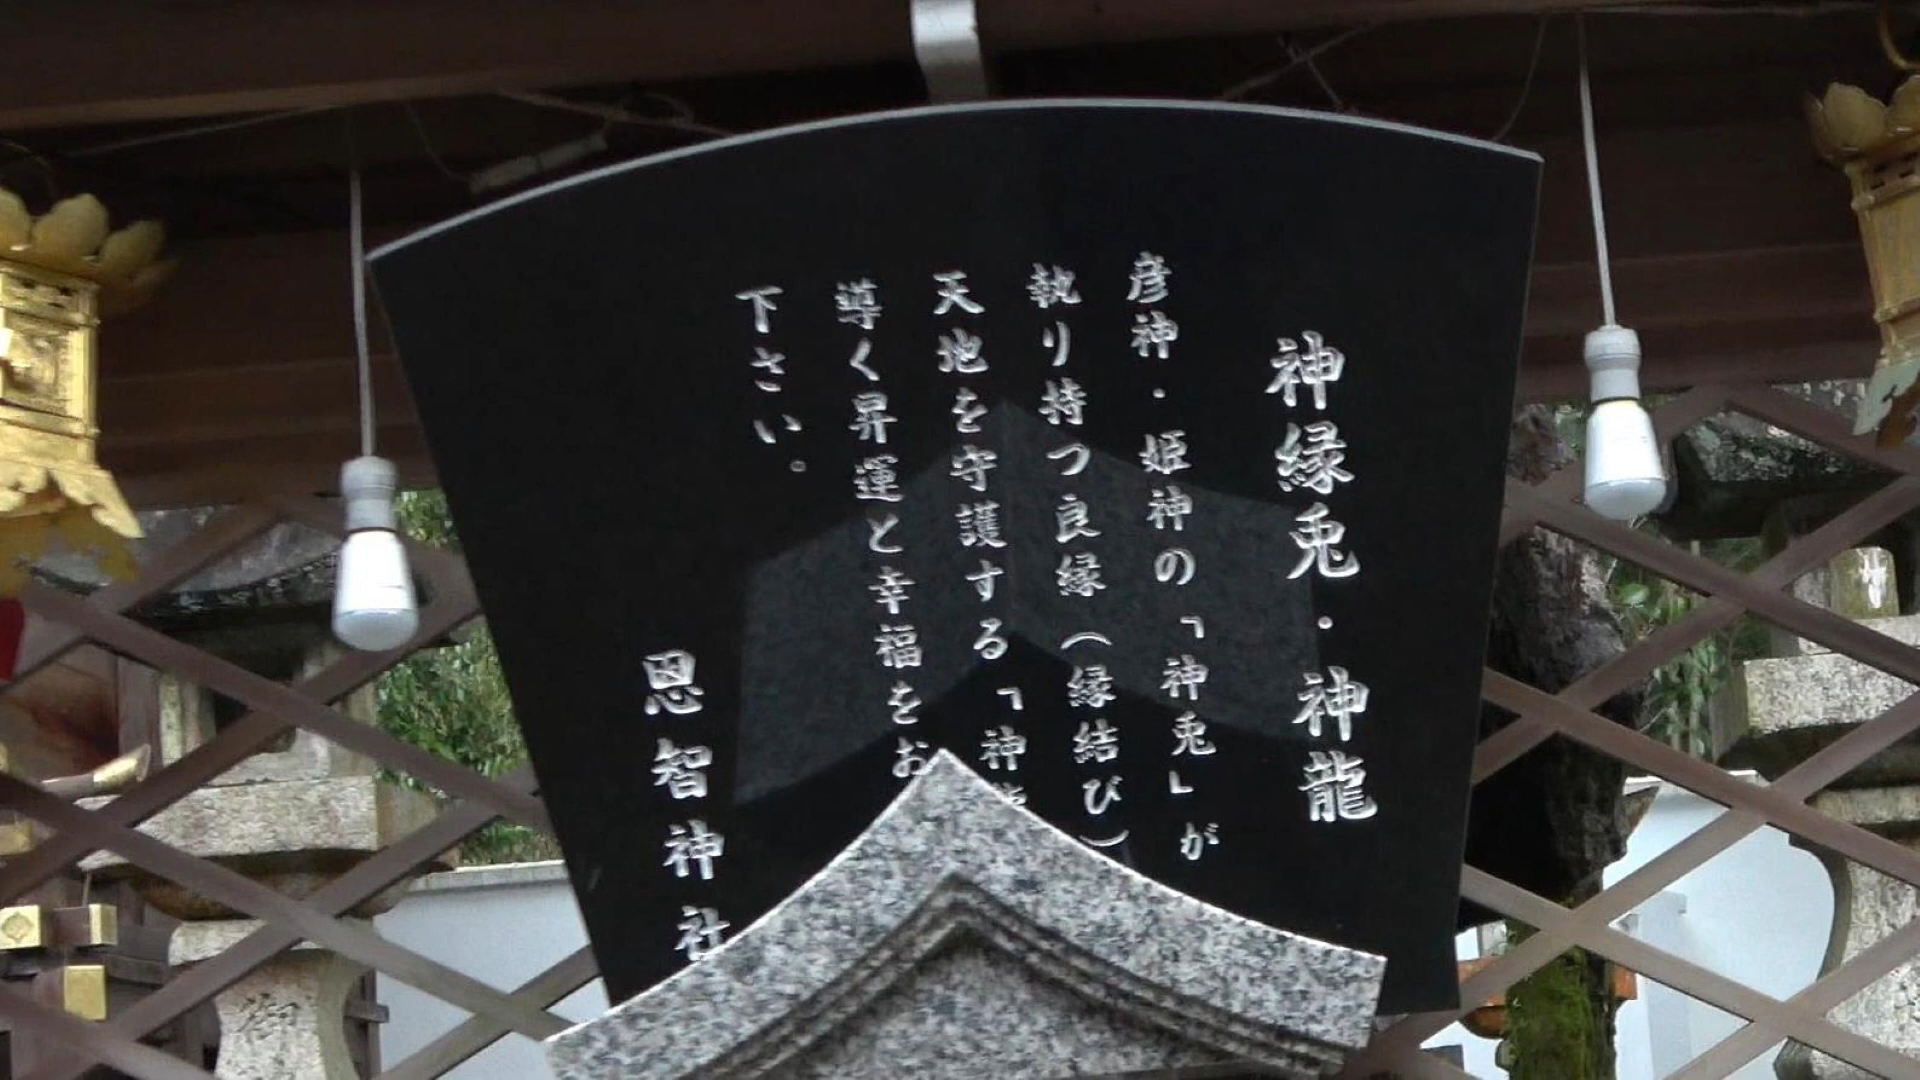 神縁兎・神龍
彦神・姫神の「神兎」が
執り持つ良縁（縁結び）
天地を守護する「神
導く昇運と幸福をお
下さい。
恩智神社